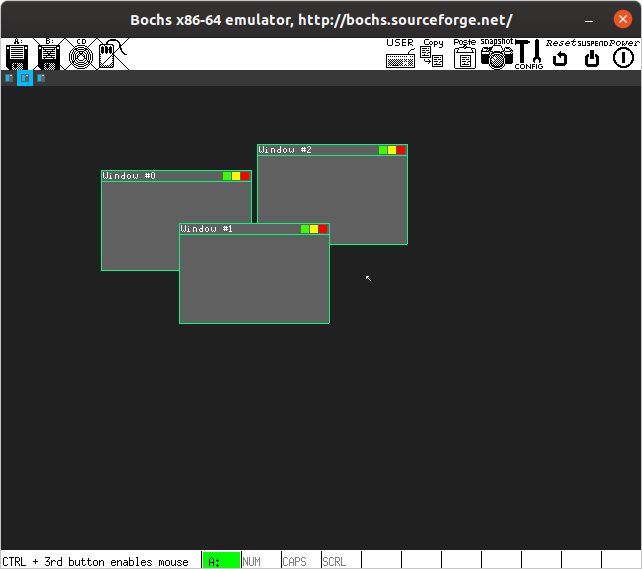 Bochs x86-64 emulator, http://bochs.sourceforge.net/
A: B: CD USER Copy Paste snapshot CONFIG Reset SUSPEND Power
Window #2
Window #0
Window #1
CTRL + 3rd button enables mouse A: NUM CAPS SCRL